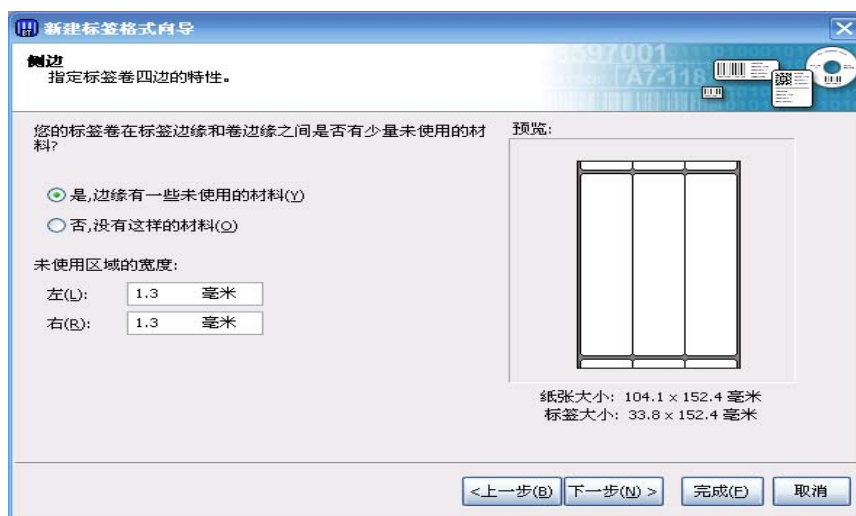 新建标签格式向导
侧边
指定标签卷四边的特性。
8597001
A7-118
您的标签卷在标签边缘和卷边缘之间是否有少量未使用的材
料?
预览:
是,边缘有一些未使用的材料(Y)
否,没有这样的材料(O)
未使用区域的宽度:
左(L): 1.3 毫米
右(R): 1.3 毫米
纸张大小: 104.1 x 152.4 毫米
标签大小: 33.8 x 152.4 毫米
<上一步(B) 下一步(N) > 完成(F) 取消